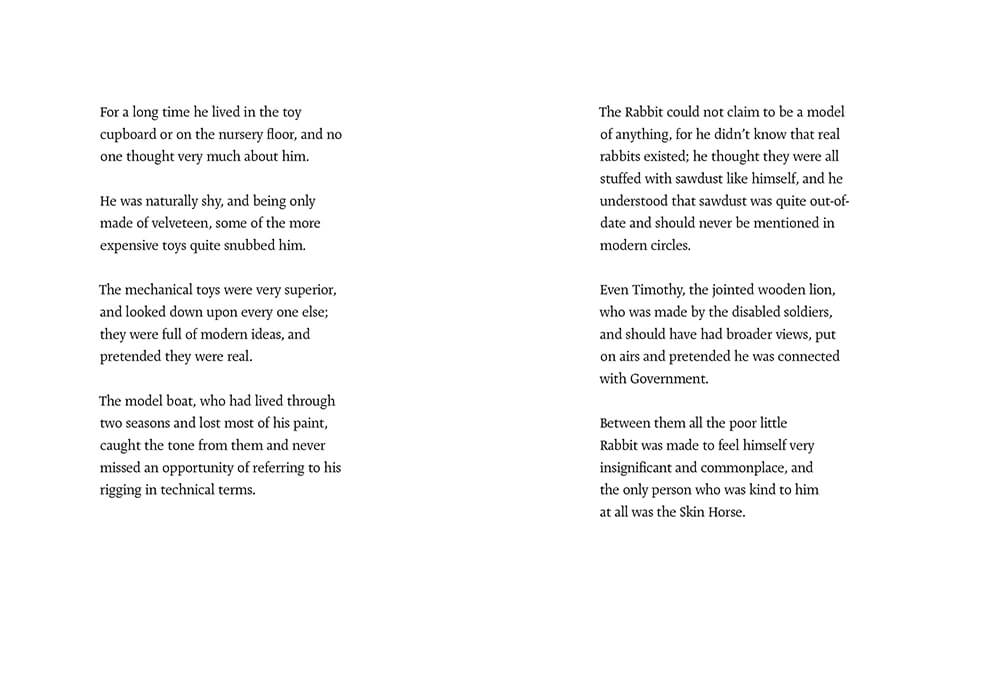 For a long time he lived in the toy
cupboard or on the nursery floor, and no
one thought very much about him.
He was naturally shy, and being only
made of velveteen, some of the more
expensive toys quite snubbed him.
The mechanical toys were very superior,
and looked down upon every one else;
they were full of modern ideas, and
pretended they were real.
The model boat, who had lived through
two seasons and lost most of his paint,
caught the tone from them and never
missed an opportunity of referring to his
rigging in technical terms.
The Rabbit could not claim to be a model
of anything, for he didn’t know that real
rabbits existed; he thought they were all
stuffed with sawdust like himself, and he
understood that sawdust was quite out-of-
date and should never be mentioned in
modern circles.
Even Timothy, the jointed wooden lion,
who was made by the disabled soldiers,
and should have had broader views, put
on airs and pretended he was connected
with Government.
Between them all the poor little
Rabbit was made to feel himself very
insignificant and commonplace, and
the only person who was kind to him
at all was the Skin Horse.